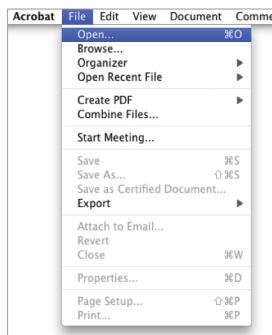 Acrobat File Edit View Document Comme
Open... ⌘O
Browse...
Organizer ▶
Open Recent File ▶
Create PDF ▶
Combine Files...
Start Meeting...
Save ⌘S
Save As... ⇧⌘S
Save as Certified Document...
Export ▶
Attach to Email...
Revert
Close ⌘W
Properties... ⌘D
Page Setup... ⇧⌘P
Print... ⌘P